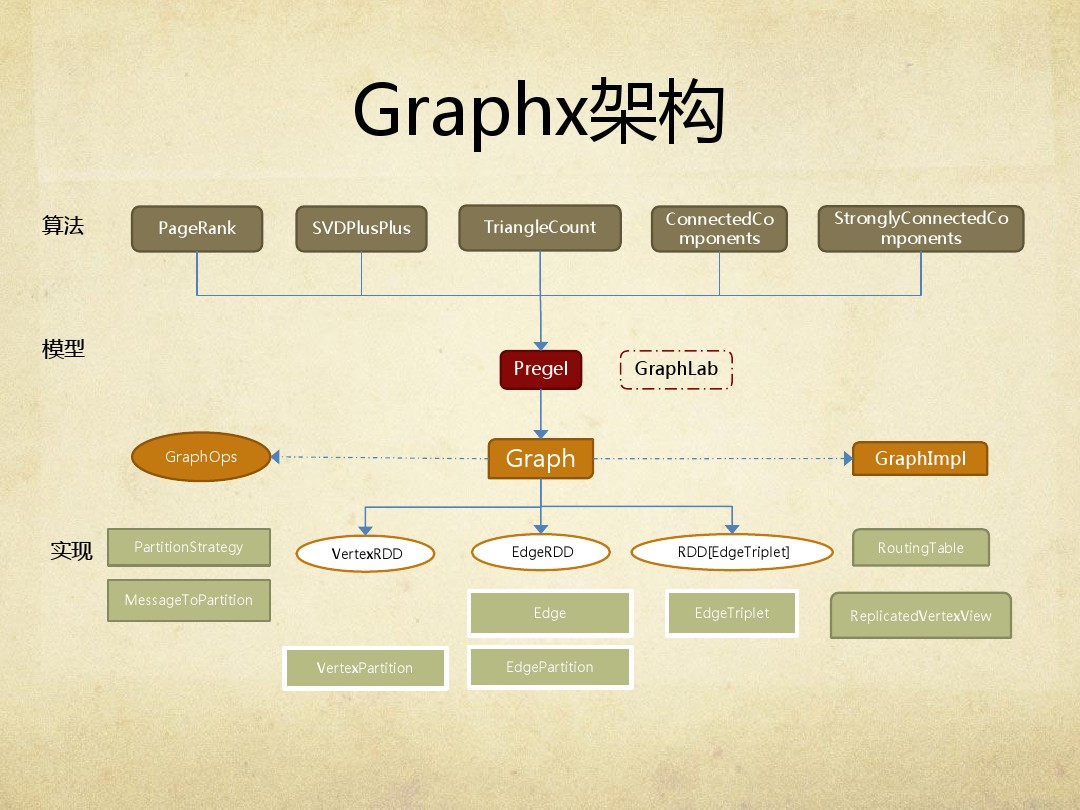 Graphx架构
算法
PageRank
SVDPlusPlus
TriangleCount
ConnectedCo
mponents
StronglyConnectedCo
mponents
模型
Pregel
GraphLab
GraphOps
Graph
GraphImpl
实现
PartitionStrategy
VertexRDD
EdgeRDD
RDD[EdgeTriplet]
RoutingTable
MessageToPartition
Edge
EdgeTriplet
ReplicatedVertexView
VertexPartition
EdgePartition